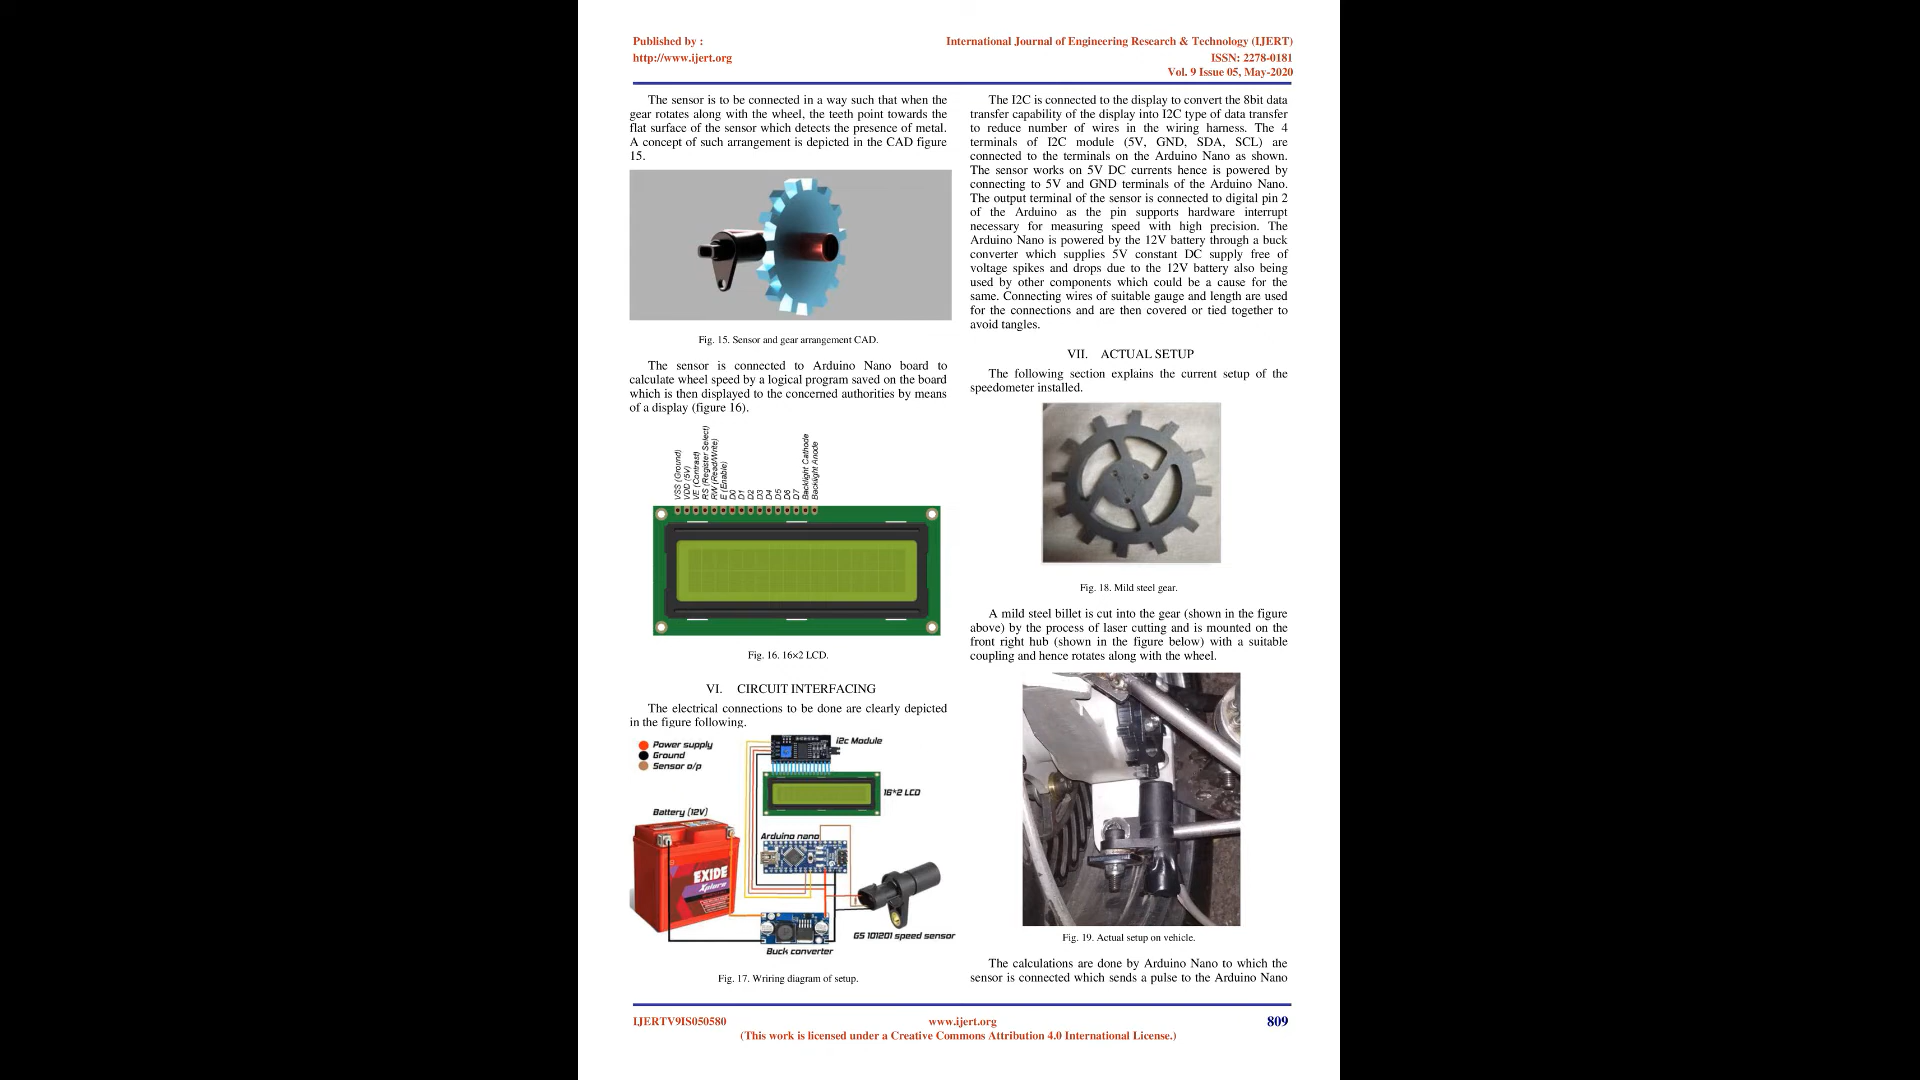 Published by :
http://www.ijert.org
International Journal of Engineering Research & Technology (IJERT)
ISSN: 2278-0181
Vol. 9 Issue 05, May-2020
The sensor is to be connected in a way such that when the
gear rotates along with the wheel, the teeth point towards the
flat surface of the sensor which detects the presence of metal.
A concept of such arrangement is depicted in the CAD figure
15.
Fig. 15. Sensor and gear arrangement CAD.
The sensor is connected to Arduino Nano board to
calculate wheel speed by a logical program saved on the board
which is then displayed to the concerned authorities by means
of a display (figure 16).
VSS (Ground)
VDD (5V)
VE (Contrast)
RS (Register Select)
RW (Read/Write)
E (Enable)
D0
D1
D2
D3
D4
D5
D6
D7
Backlight Cathode
Backlight Anode
Fig. 16. 16×2 LCD.
VI. CIRCUIT INTERFACING
The electrical connections to be done are clearly depicted
in the figure following.
Power supply
Ground
Sensor o/p
i2c Module
16*2 LCD
Battery (12V)
Arduino nano
EXIDE
Xplore
GS 101201 speed sensor
Buck converter
Fig. 17. Wriring diagram of setup.
The I2C is connected to the display to convert the 8bit data
transfer capability of the display into I2C type of data transfer
to reduce number of wires in the wiring harness. The 4
terminals of I2C module (5V, GND, SDA, SCL) are
connected to the terminals on the Arduino Nano as shown.
The sensor works on 5V DC currents hence is powered by
connecting to 5V and GND terminals of the Arduino Nano.
The output terminal of the sensor is connected to digital pin 2
of the Arduino as the pin supports hardware interrupt
necessary for measuring speed with high precision. The
Arduino Nano is powered by the 12V battery through a buck
converter which supplies 5V constant DC supply free of
voltage spikes and drops due to the 12V battery also being
used by other components which could be a cause for the
same. Connecting wires of suitable gauge and length are used
for the connections and are then covered or tied together to
avoid tangles.
VII. ACTUAL SETUP
The following section explains the current setup of the
speedometer installed.
Fig. 18. Mild steel gear.
A mild steel billet is cut into the gear (shown in the figure
above) by the process of laser cutting and is mounted on the
front right hub (shown in the figure below) with a suitable
coupling and hence rotates along with the wheel.
Fig. 19. Actual setup on vehicle.
The calculations are done by Arduino Nano to which the
sensor is connected which sends a pulse to the Arduino Nano
IJERTV9IS050580
www.ijert.org
809
(This work is licensed under a Creative Commons Attribution 4.0 International License.)